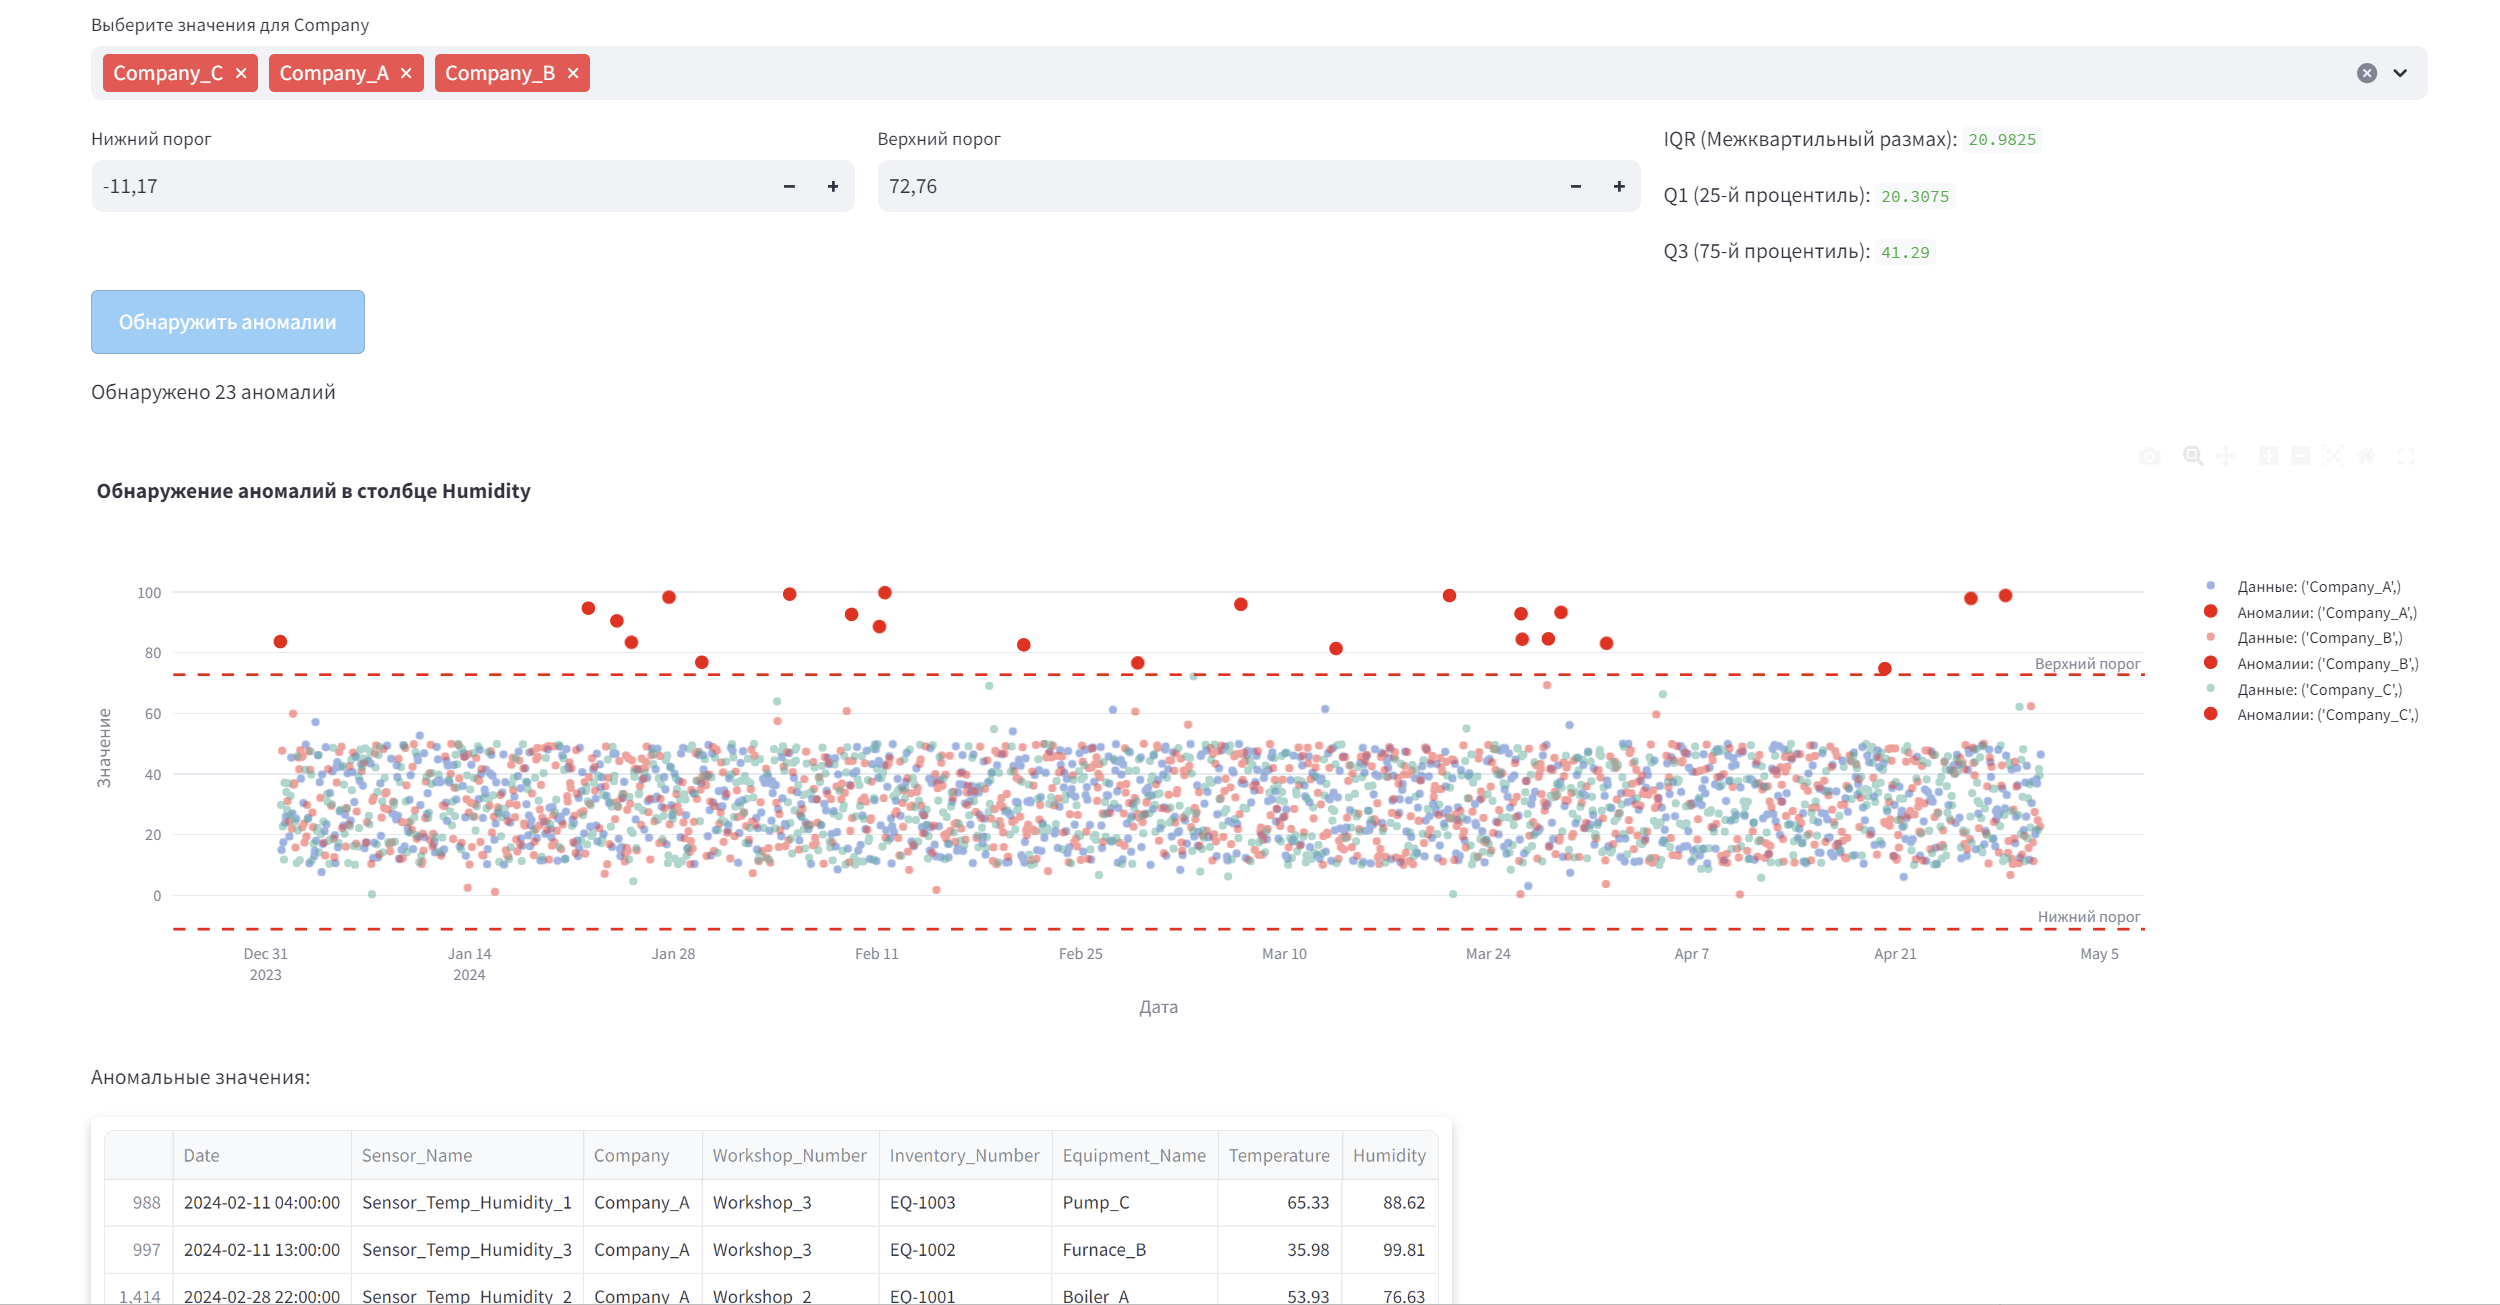 Выберите значения для Company
Company_C × Company_A × Company_B ×
Нижний порог
-11,17
Верхний порог
72,76
IQR (Межквартильный размах): 20.9825
Q1 (25-й процентиль): 20.3075
Q3 (75-й процентиль): 41.29
Обнаружить аномалии
Обнаружено 23 аномалий
Обнаружение аномалий в столбце Humidity
Значение
100
80
60
40
20
0
Верхний порог
Нижний порог
Dec 31 Jan 14 Jan 28 Feb 11 Feb 25 Mar 10 Mar 24 Apr 7 Apr 21 May 5
2023 2024
Дата
Данные: ('Company_A',)
Аномалии: ('Company_A',)
Данные: ('Company_B',)
Аномалии: ('Company_B',)
Данные: ('Company_C',)
Аномалии: ('Company_C',)
Аномальные значения:
Date Sensor_Name Company Workshop_Number Inventory_Number Equipment_Name Temperature Humidity
988 2024-02-11 04:00:00 Sensor_Temp_Humidity_1 Company_A Workshop_3 EQ-1003 Pump_C 65.33 88.62
997 2024-02-11 13:00:00 Sensor_Temp_Humidity_3 Company_A Workshop_3 EQ-1002 Furnace_B 35.98 99.81
1,414 2024-02-28 22:00:00 Sensor_Temp_Humidity_2 Company_A Workshop_2 EQ-1001 Boiler_A 53.93 76.63